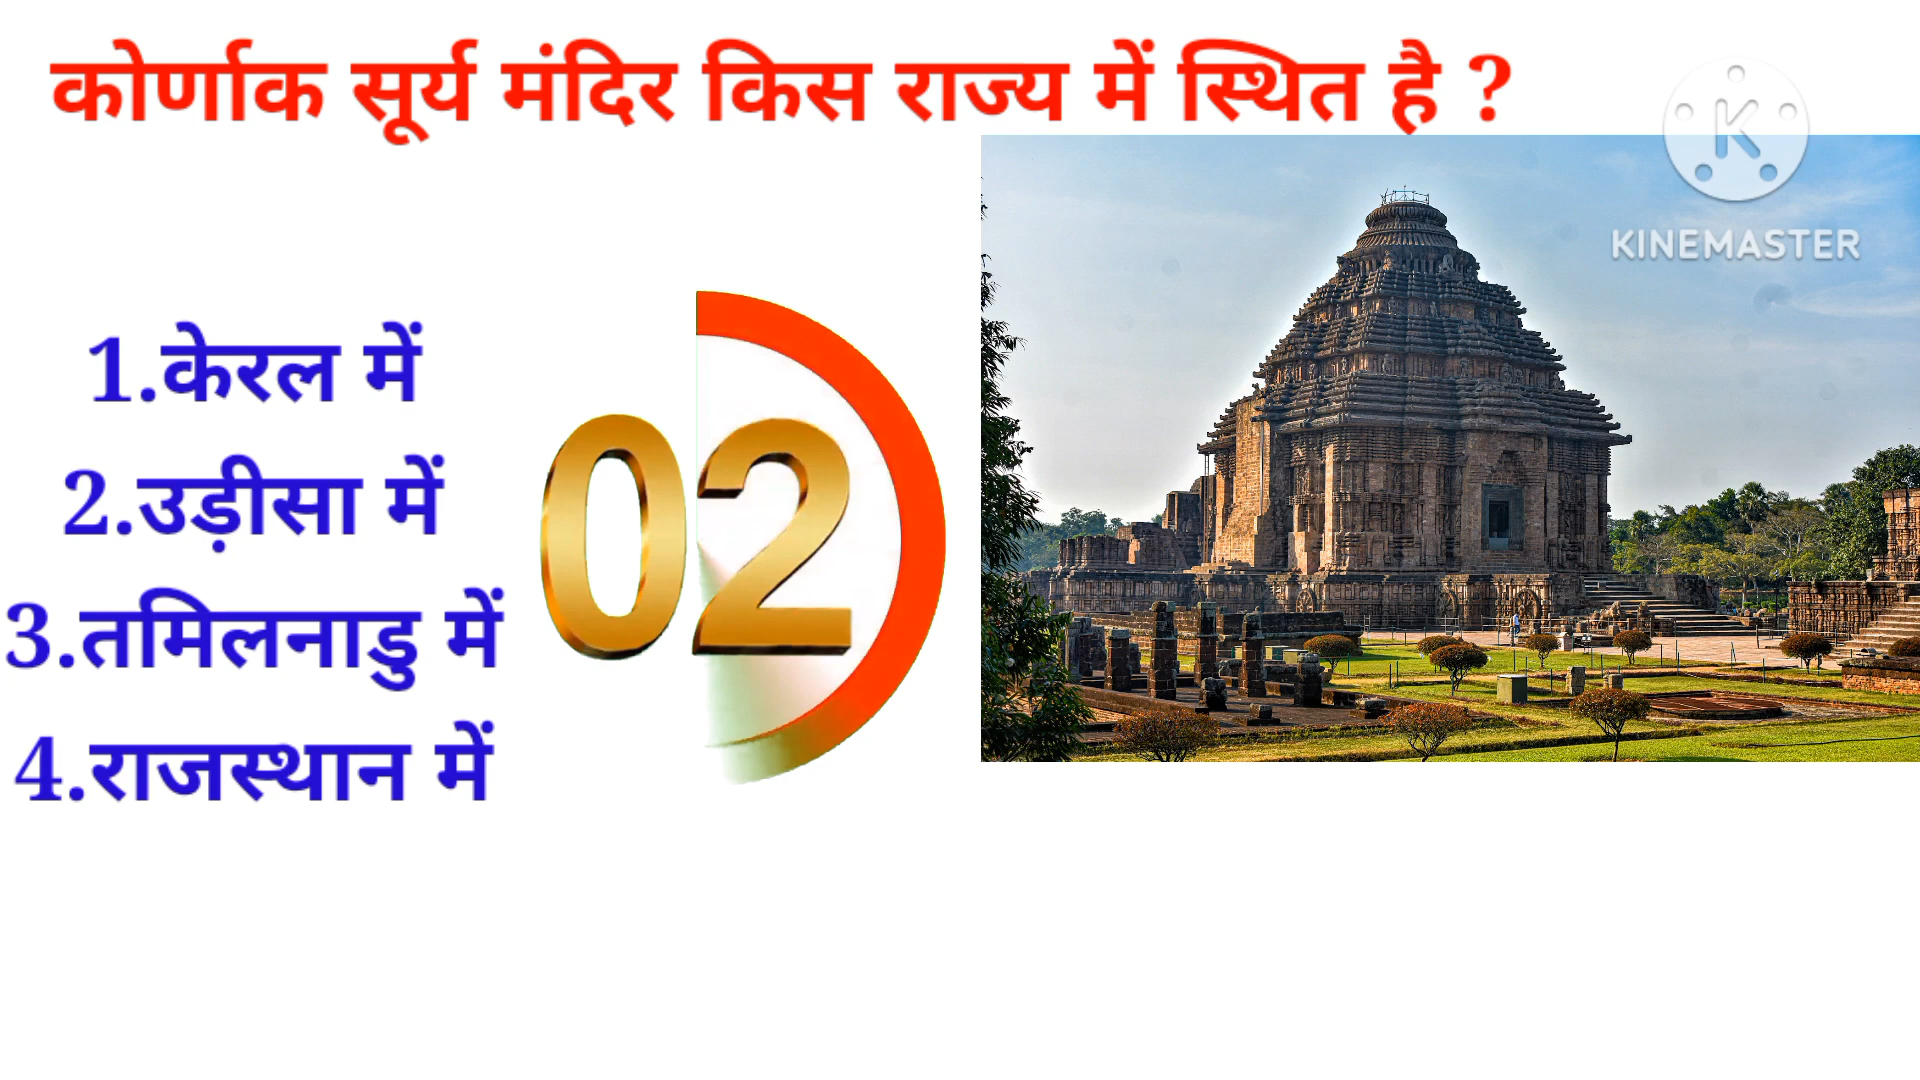 कोर्णाक सूर्य मंदिर किस राज्य में स्थित है ?
KINEMASTER
1.केरल में
2.उड़ीसा में
3.तमिलनाडु में
4.राजस्थान में
02